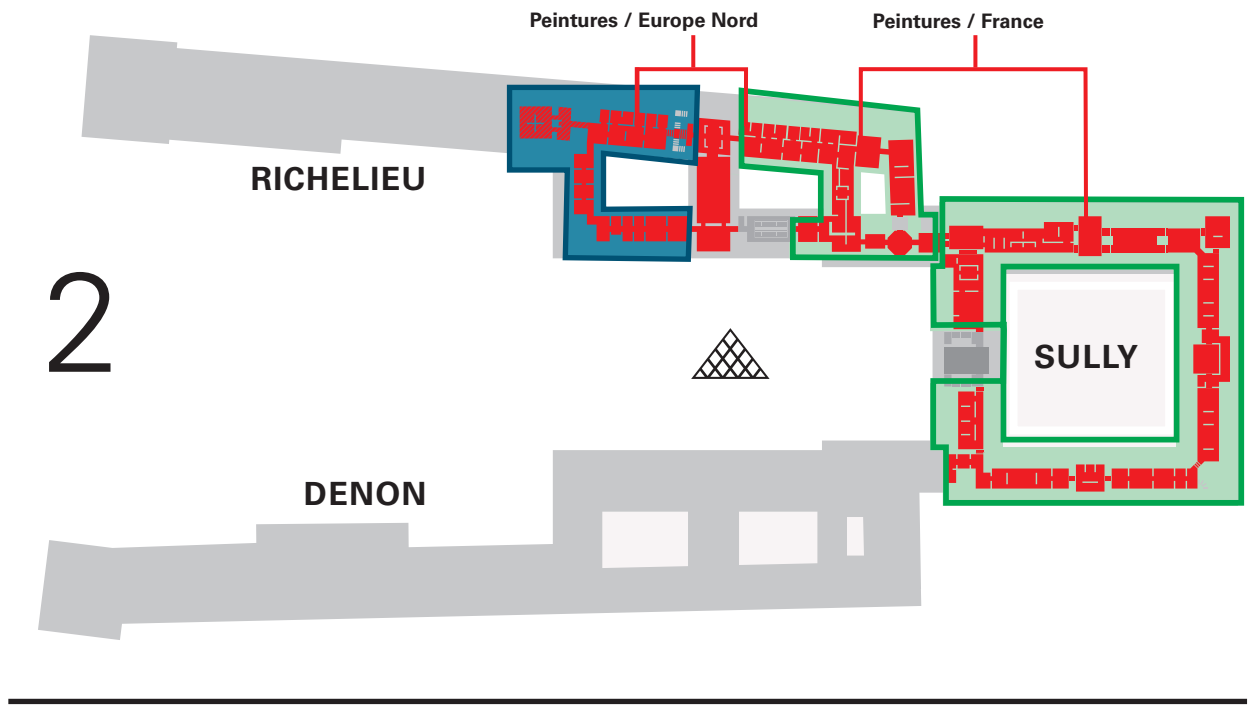 Peintures / Europe Nord
Peintures / France
RICHELIEU
2
SULLY
DENON